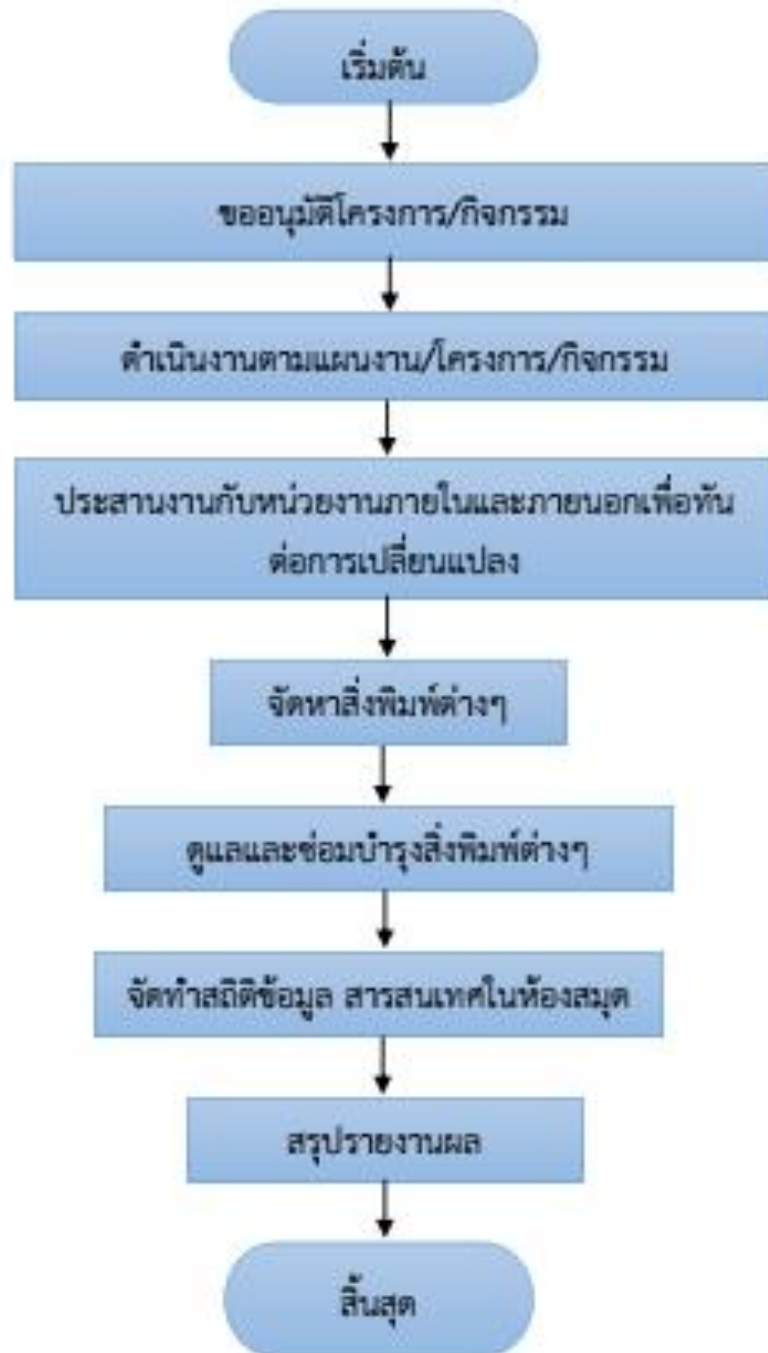 เริ่มต้น
ขออนุมัติโครงการ/กิจกรรม
ดำเนินงานตามแผนงาน/โครงการ/กิจกรรม
ประสานงานกับหน่วยงานภายในและภายนอกเพื่อทัน
ต่อการเปลี่ยนแปลง
จัดหาสิ่งพิมพ์ต่างๆ
ดูแลและซ่อมบำรุงสิ่งพิมพ์ต่างๆ
จัดทำสถิติข้อมูล สารสนเทศในห้องสมุด
สรุปรายงานผล
สิ้นสุด